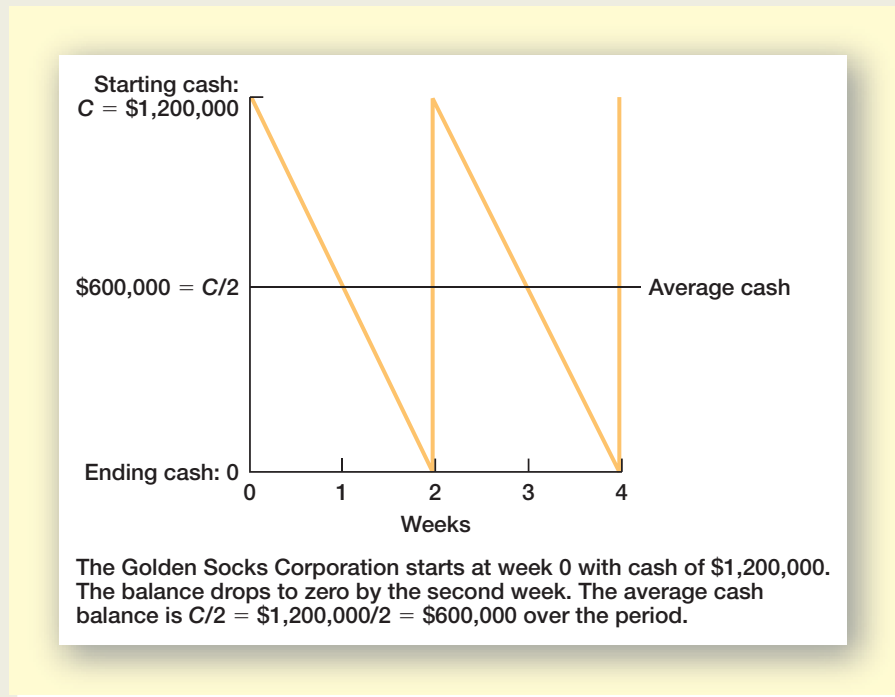 Starting cash:
C = $1,200,000
$600,000 = C/2
Average cash
Ending cash: 0
0 1 2 3 4
Weeks
The Golden Socks Corporation starts at week 0 with cash of $1,200,000.
The balance drops to zero by the second week. The average cash
balance is C/2 = $1,200,000/2 = $600,000 over the period.